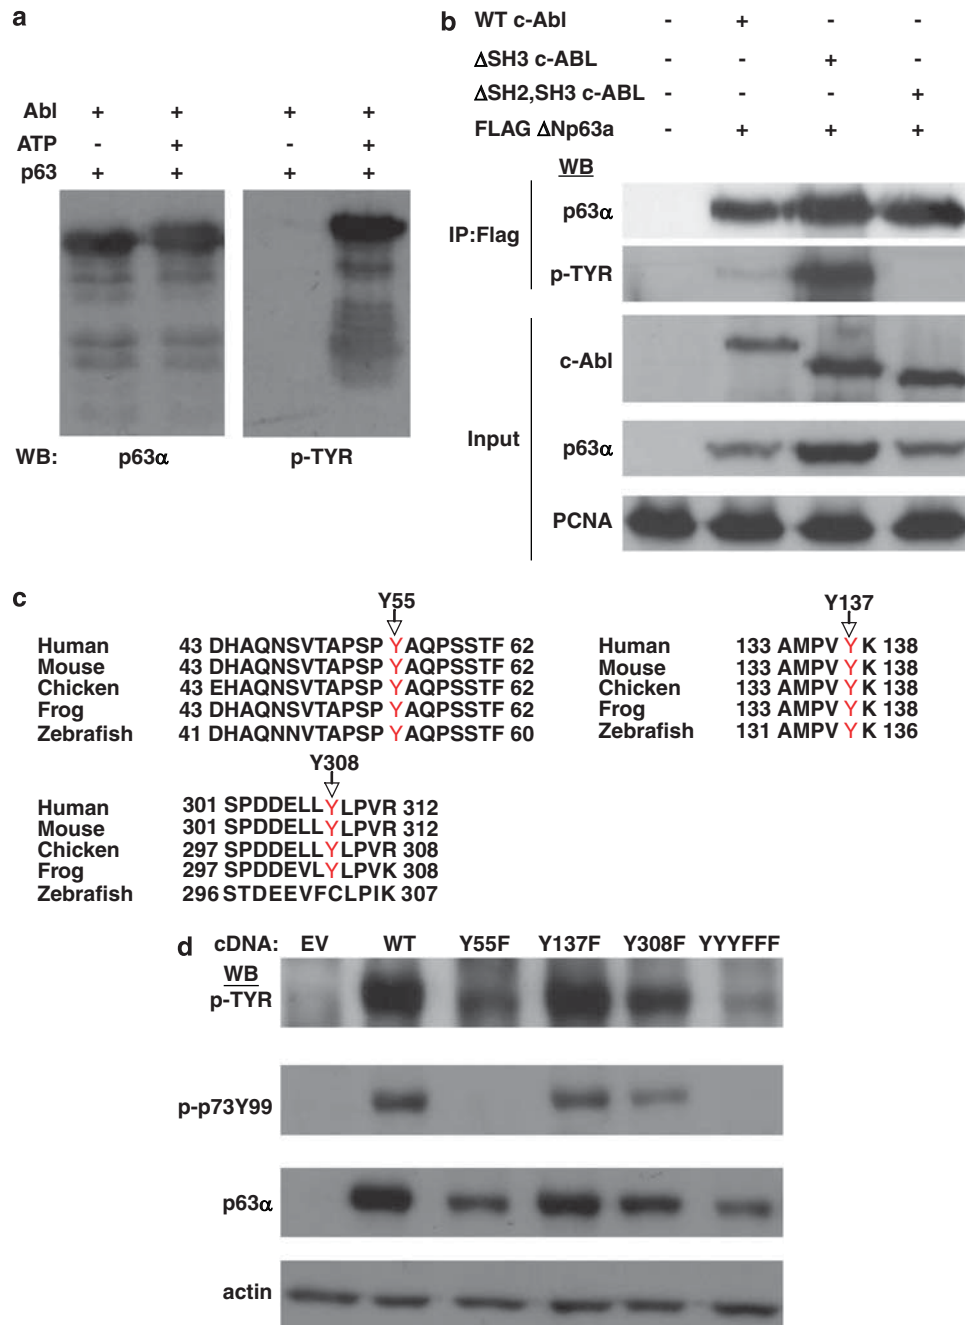 a
Abl + + + +
ATP - + - +
p63 + + + +
WB: p63α p-TYR
b
WT c-Abl - + - -
ΔSH3 c-ABL - - + -
ΔSH2,SH3 c-ABL - - - +
FLAG ΔNp63a - + + +
WB
IP:Flag
p63α
p-TYR
Input
c-Abl
p63α
PCNA
c
Y55
Human 43 DHAQNSVTAPSP Y AQPSSTF 62
Mouse 43 DHAQNSVTAPSP Y AQPSSTF 62
Chicken 43 EHAQNSVTAPSP Y AQPSSTF 62
Frog 43 DHAQNSVTAPSP Y AQPSSTF 62
Zebrafish 41 DHAQNNVTAPSP Y AQPSSTF 60
Y137
Human 133 AMPV Y K 138
Mouse 133 AMPV Y K 138
Chicken 133 AMPV Y K 138
Frog 133 AMPV Y K 138
Zebrafish 131 AMPV Y K 136
Y308
Human 301 SPDDELLYLPVR 312
Mouse 301 SPDDELLYLPVR 312
Chicken 297 SPDDELLYLPVR 308
Frog 297 SPDDEVLYLPVK 308
Zebrafish 296 STDEEVFCLPIK 307
d
cDNA: EV WT Y55F Y137F Y308F YYYFFF
WB
p-TYR
p-p73Y99
p63α
actin